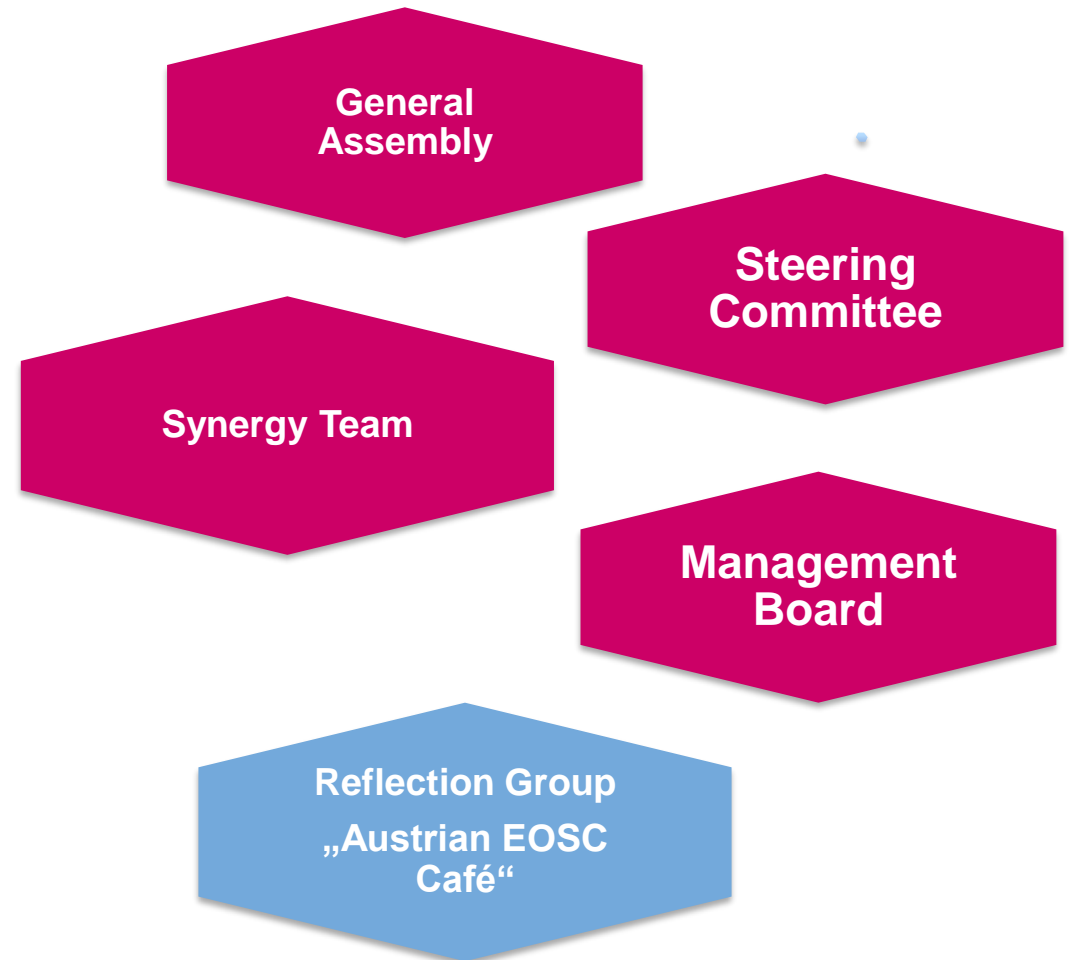 General
Assembly
Steering
Committee
Synergy Team
Management
Board
Reflection Group
„Austrian EOSC
Café“